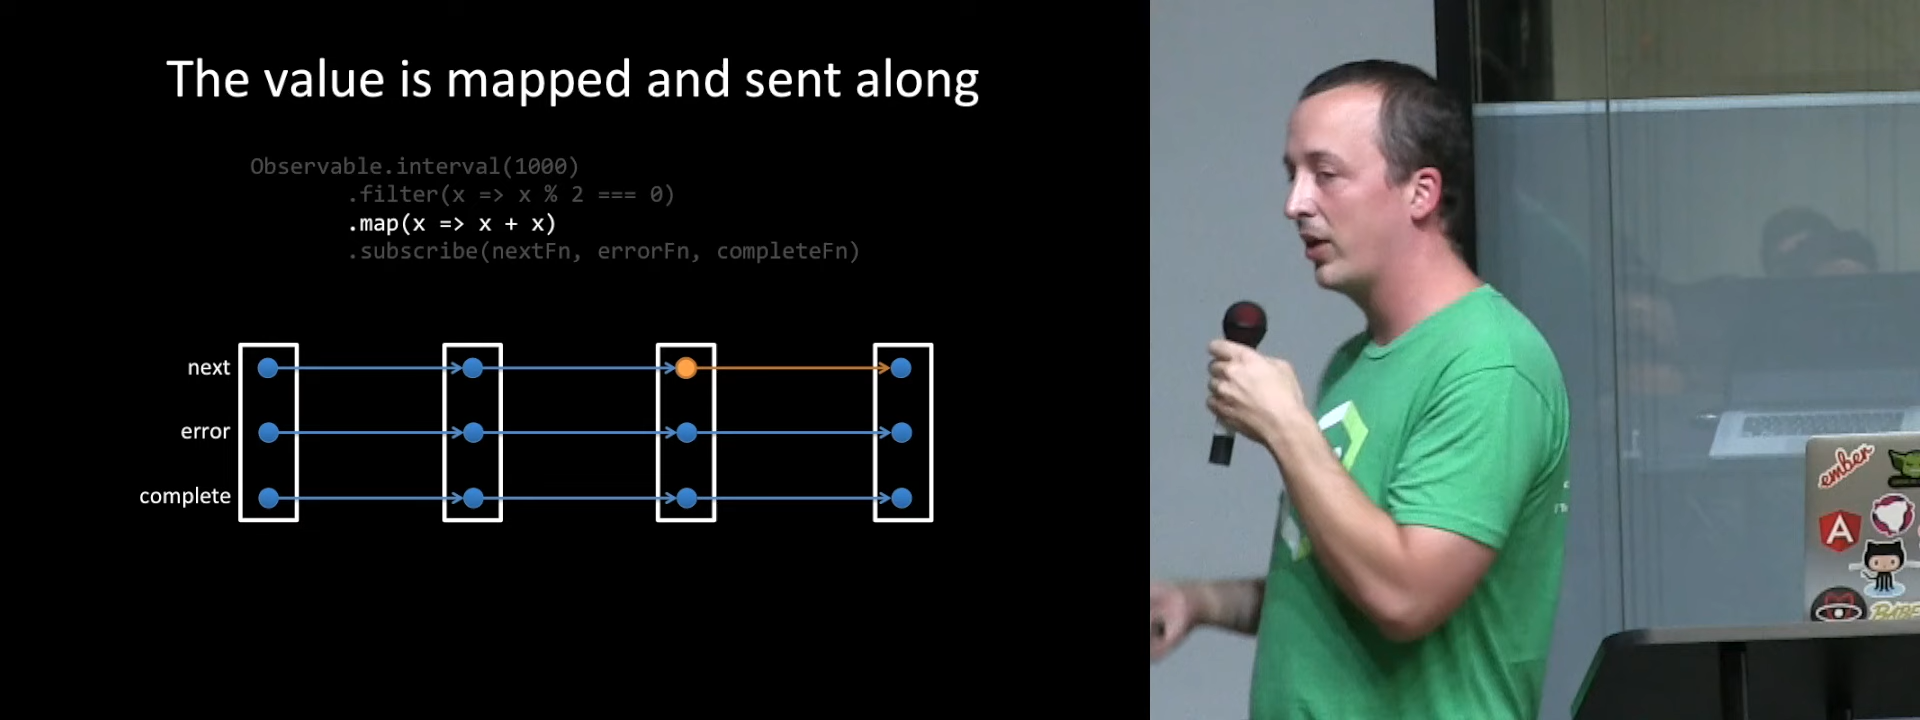 The value is mapped and sent along
Observable.interval(1000)
.filter(x => x % 2 === 0)
.map(x => x + x)
.subscribe(nextFn, errorFn, completeFn)
next
error
complete
ember
A